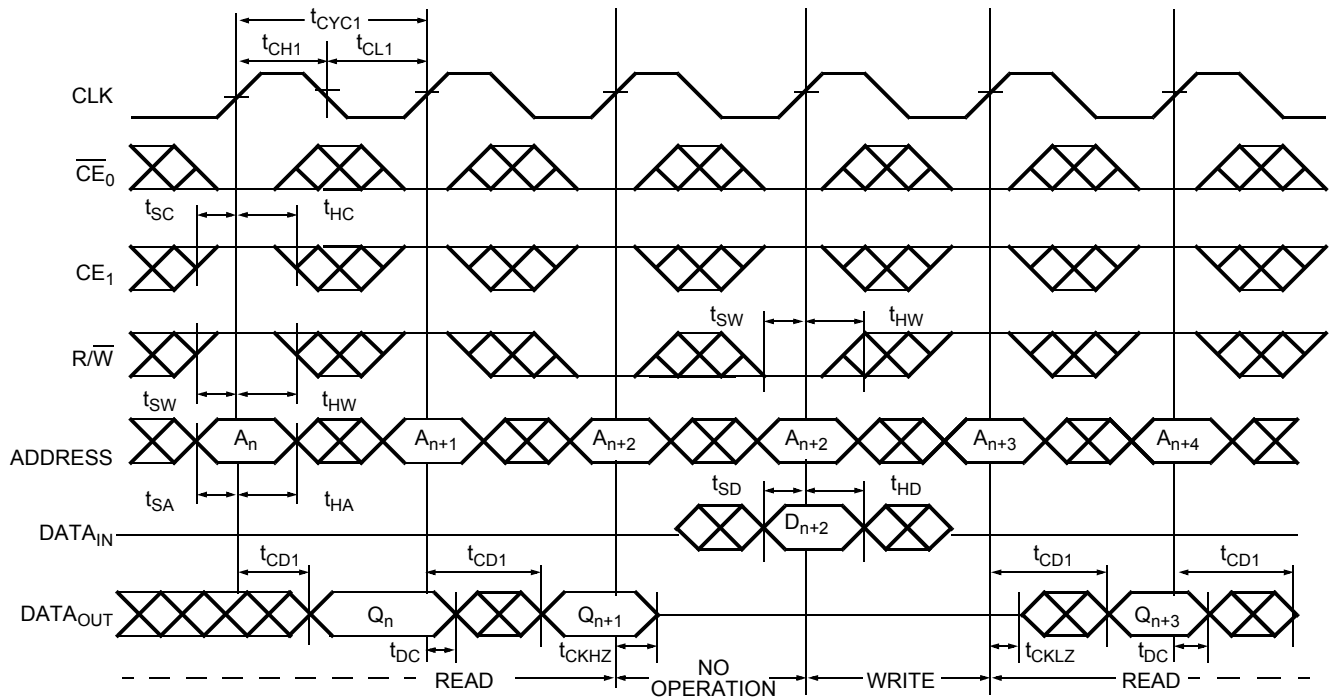 tCYC1
tCH1 tCL1
CLK
CE0
tSC tHC
CE1
tSW tHW
R/W
tSW tHW
ADDRESS An An+1 An+2 An+2 An+3 An+4
tSA tHA tSD tHD
DATAIN Dn+2
tCD1 tCD1 tCD1 tCD1
DATAOUT Qn Qn+1 Qn+3
tDC tCKHZ tCKLZ tDC
READ NO OPERATION WRITE READ